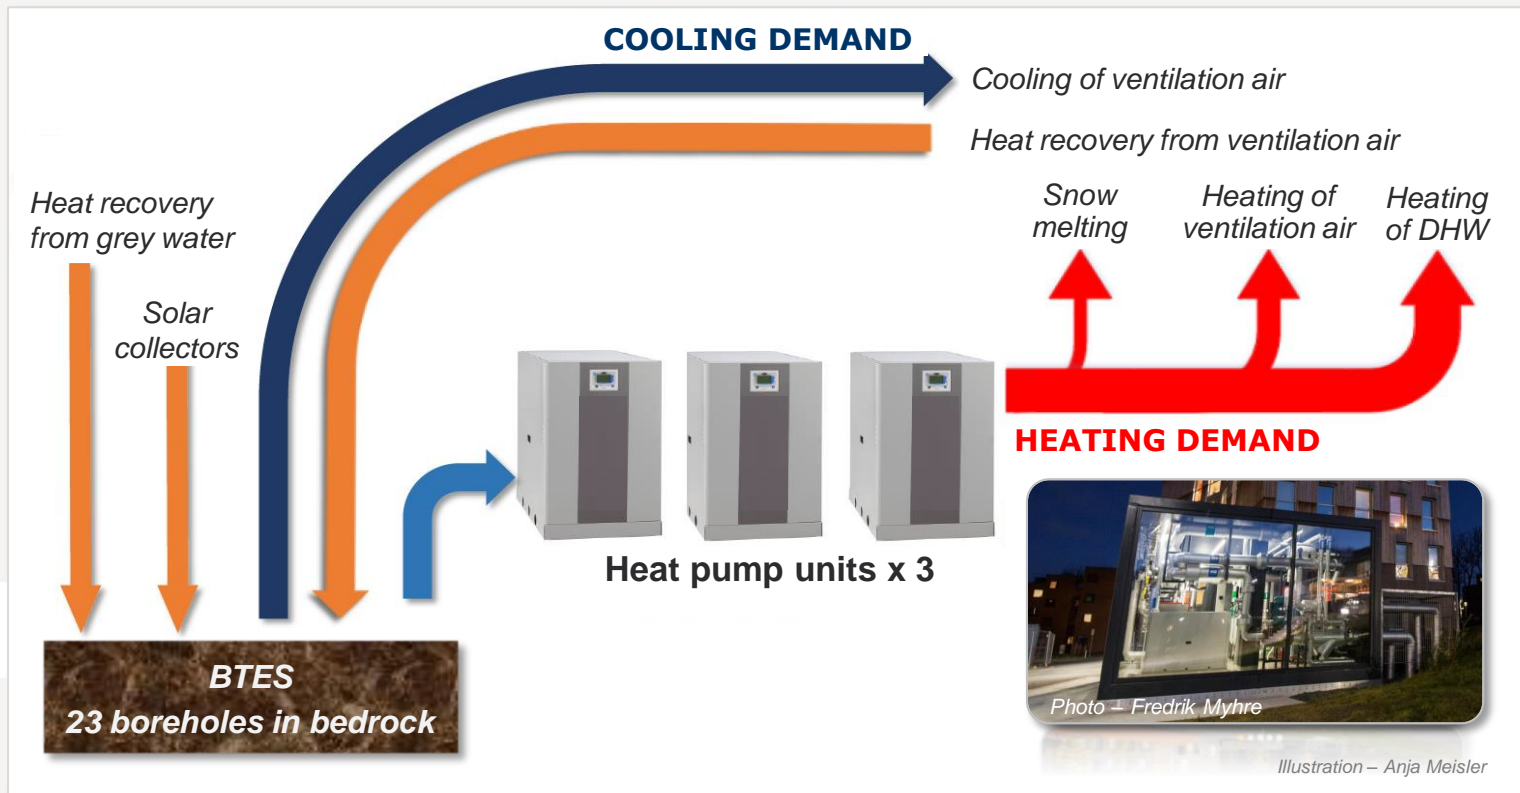 COOLING DEMAND
Cooling of ventilation air
Heat recovery from ventilation air
Heat recovery
from grey water
Solar
collectors
Snow
melting
Heating of
ventilation air
Heating
of DHW
HEATING DEMAND
Heat pump units x 3
BTES
23 boreholes in bedrock
Photo – Fredrik Myhre
Illustration – Anja Meisler